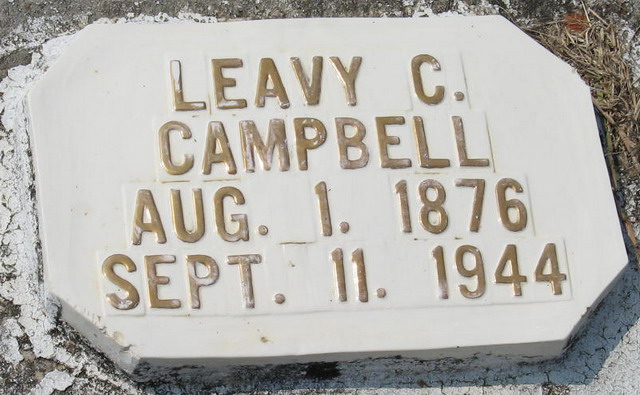 LEAVY C.
CAMPBELL
AUG. 1. 1876
SEPT. 11. 1944